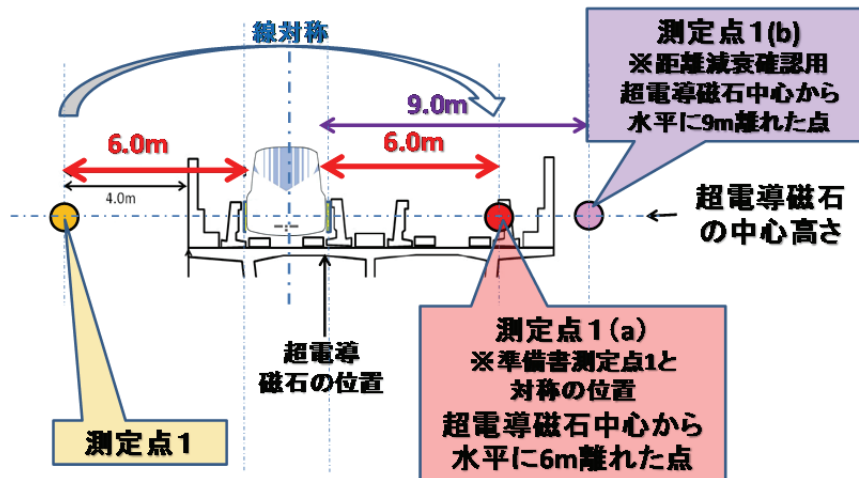 線対称
測定点1(b)
※距離減衰確認用
超電導磁石中心から
水平に9m離れた点
9.0m
6.0m
6.0m
4.0m
超電導磁石
の中心高さ
超電導
磁石の位置
測定点1
測定点1(a)
※準備書測定点1と
対称の位置
超電導磁石中心から
水平に6m離れた点